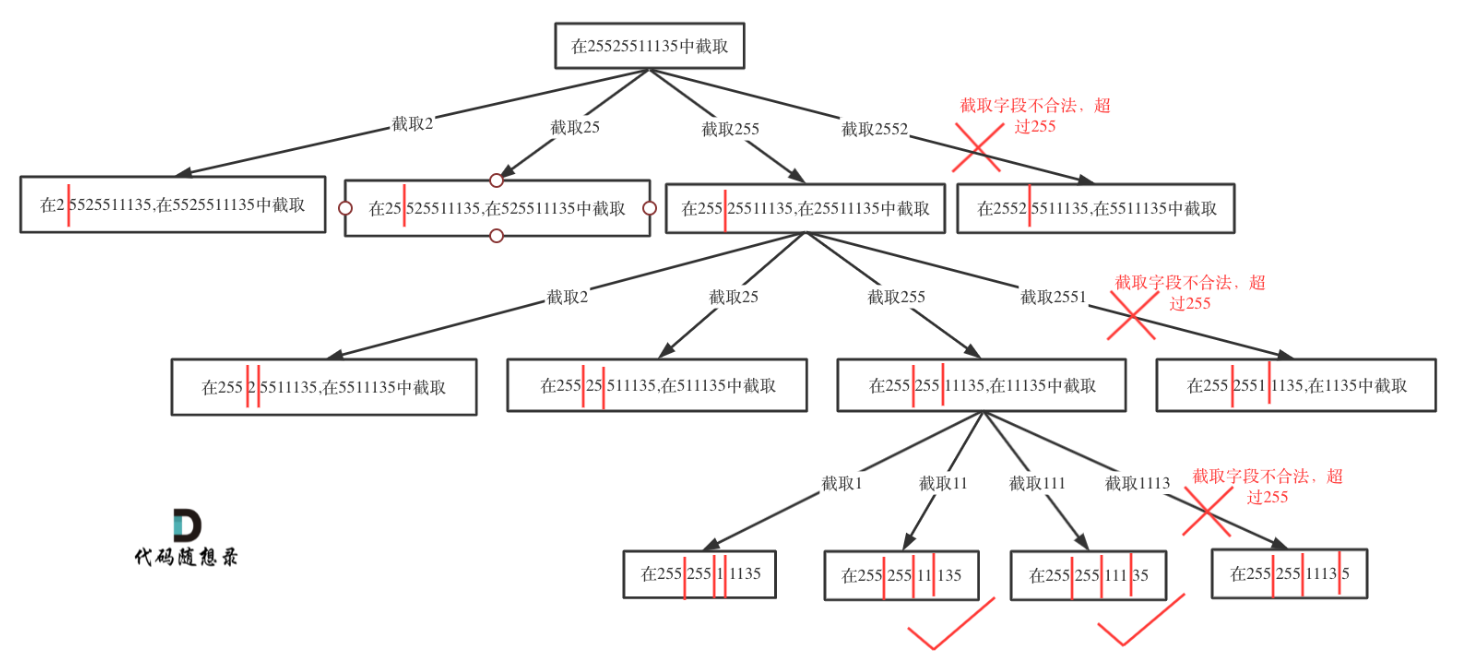 在25525511135中截取
截取字段不合法，超
过255
截取2
截取25
截取255
截取2552
在2 5525511135,在5525511135中截取
在25 525511135,在525511135中截取
在255 25511135,在25511135中截取
在2552 5511135,在5511135中截取
截取字段不合法，超
过255
截取2
截取25
截取255
截取2551
在255 2 5511135,在5511135中截取
在255 25 511135,在511135中截取
在255 255 11135,在11135中截取
在255 2551 1135,在1135中截取
截取字段不合法，超
过255
截取1
截取11
截取111
截取1113
在255 255 1 1135
在255 255 11 135
在255 255 111 35
在255 255 1113 5
D
代码随想录